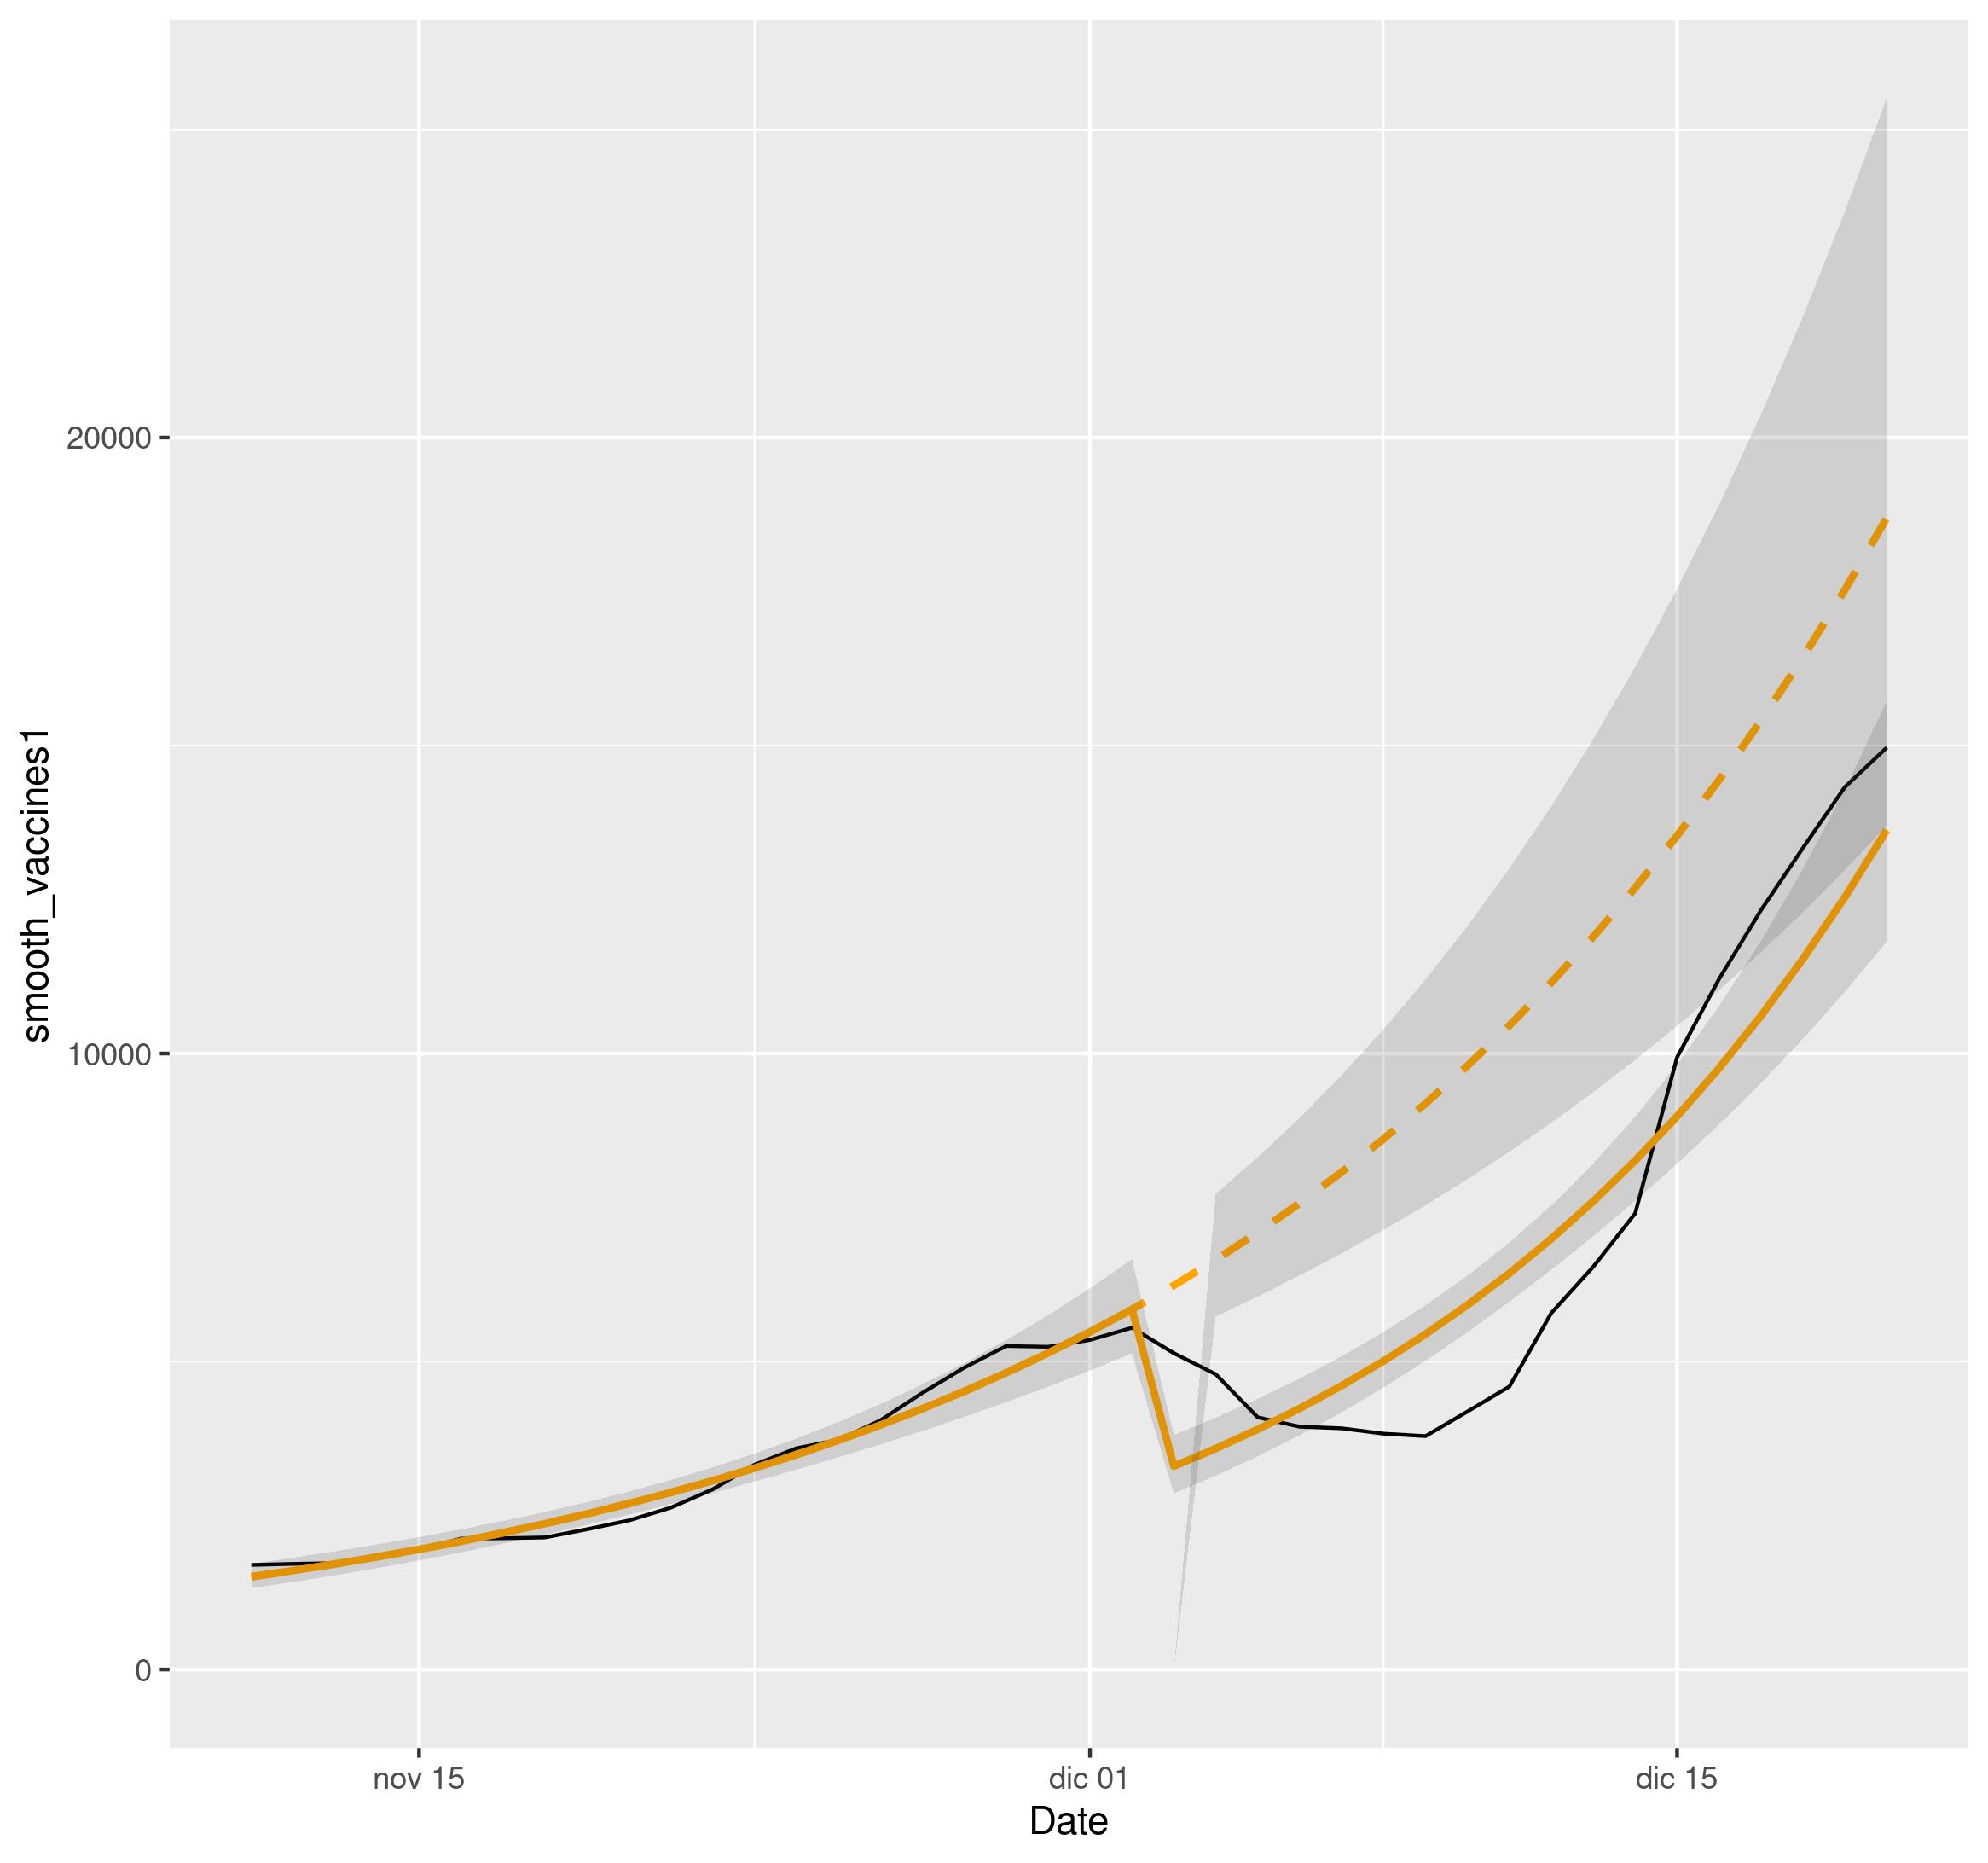 smooth_vaccines1
20000
10000
0
nov 15
dic 01
dic 15
Date